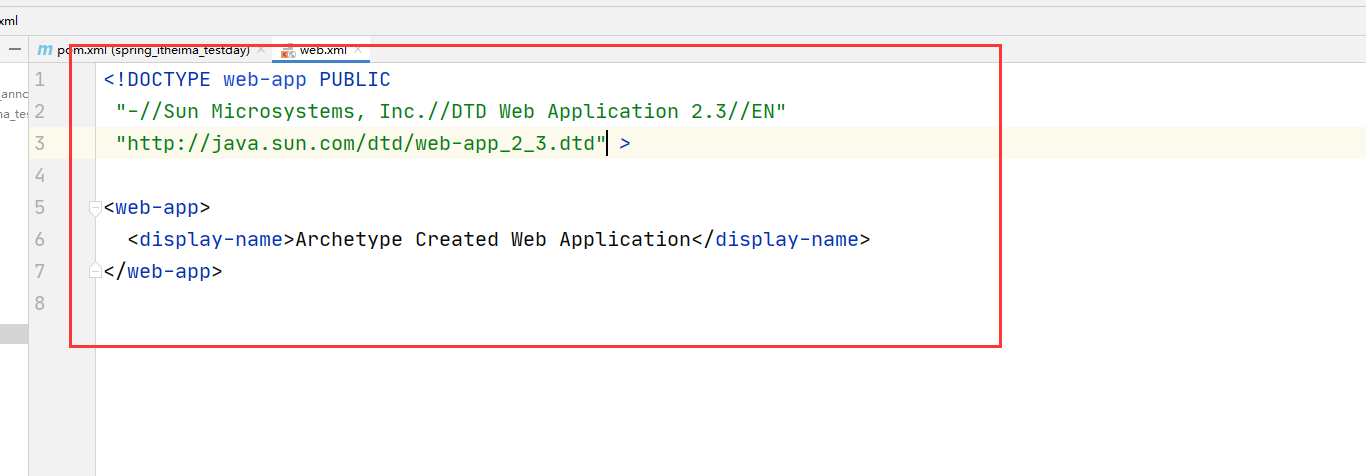 xml
pom.xml (spring_itheima_testday)
web.xml
_annc
na_tes
1 <!DOCTYPE web-app PUBLIC
2 "-//Sun Microsystems, Inc.//DTD Web Application 2.3//EN"
3 "http://java.sun.com/dtd/web-app_2_3.dtd" >
4
5 <web-app>
6 <display-name>Archetype Created Web Application</display-name>
7 </web-app>
8